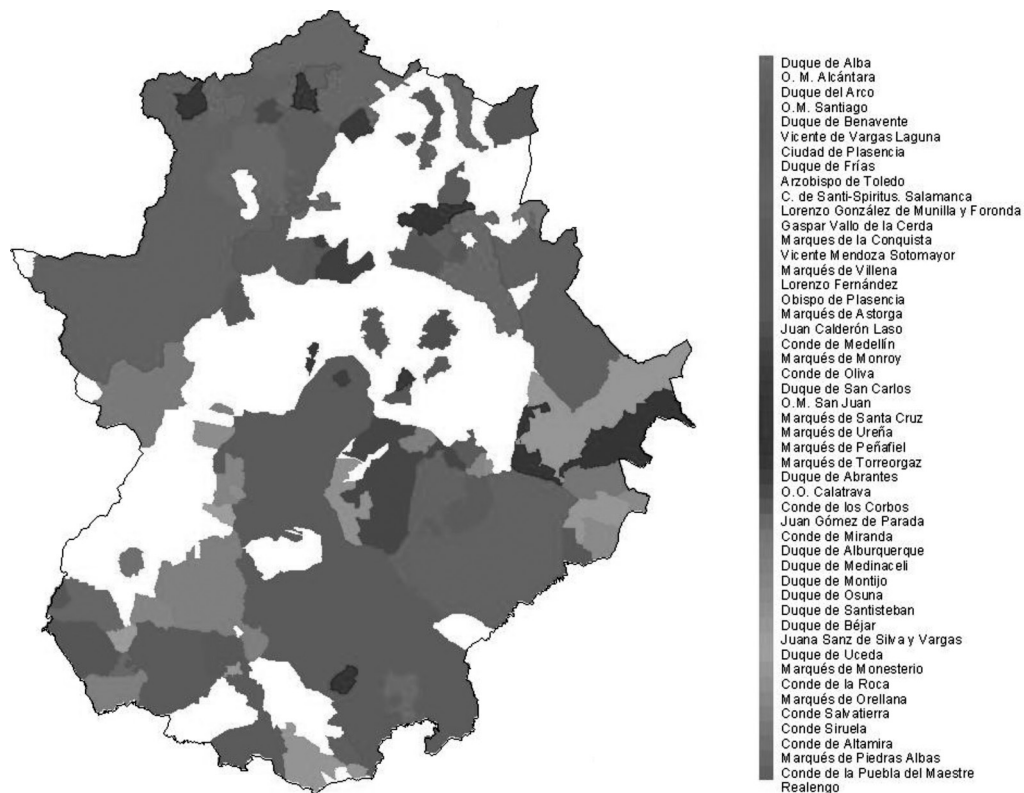 Duque de Alba
O. M. Alcántara
Duque del Arco
O.M. Santiago
Duque de Benavente
Vicente de Vargas Laguna
Ciudad de Plasencia
Duque de Frías
Arzobispo de Toledo
C. de Santi-Spiritus. Salamanca
Lorenzo González de Munilla y Foronda
Gaspar Vallo de la Cerda
Marques de la Conquista
Vicente Mendoza Sotomayor
Marqués de Villena
Lorenzo Fernández
Obispo de Plasencia
Marqués de Astorga
Juan Calderón Laso
Conde de Medellín
Marqués de Monroy
Conde de Oliva
Duque de San Carlos
O.M. San Juan
Marqués de Santa Cruz
Marqués de Ureña
Marqués de Peñafiel
Marqués de Torreorgaz
Duque de Abrantes
O.O. Calatrava
Conde de los Corbos
Juan Gómez de Parada
Conde de Miranda
Duque de Alburquerque
Duque de Medinaceli
Duque de Montijo
Duque de Osuna
Duque de Santisteban
Duque de Béjar
Juana Sanz de Silva y Vargas
Duque de Uceda
Marqués de Monesterio
Conde de la Roca
Marqués de Orellana
Conde Salvatierra
Conde Siruela
Conde de Altamira
Marqués de Piedras Albas
Conde de la Puebla del Maestre
Realengo